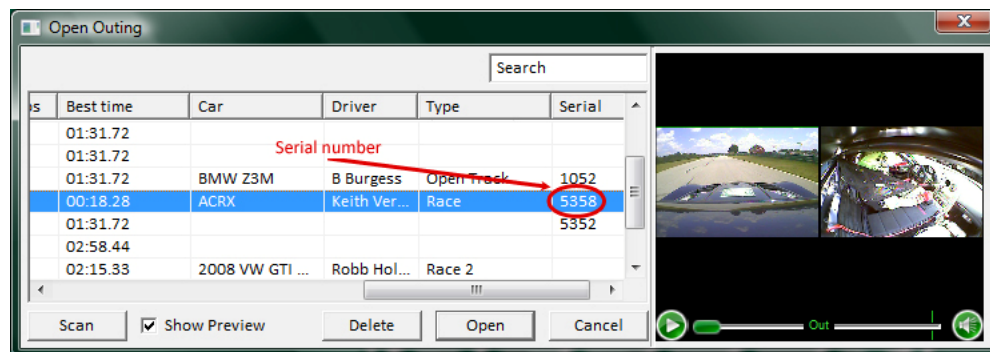 Open Outing
Search
Best time Car Driver Type Serial
01:31.72
Serial number
01:31.72
01:31.72 BMW Z3M B Burgess Open Track 1052
00:18.28 ACRX Keith Ver... Race 5358
01:31.72 5352
02:58.44
02:15.33 2008 VW GTI ... Robb Hol... Race 2
Scan Show Preview Delete Open Cancel
Out